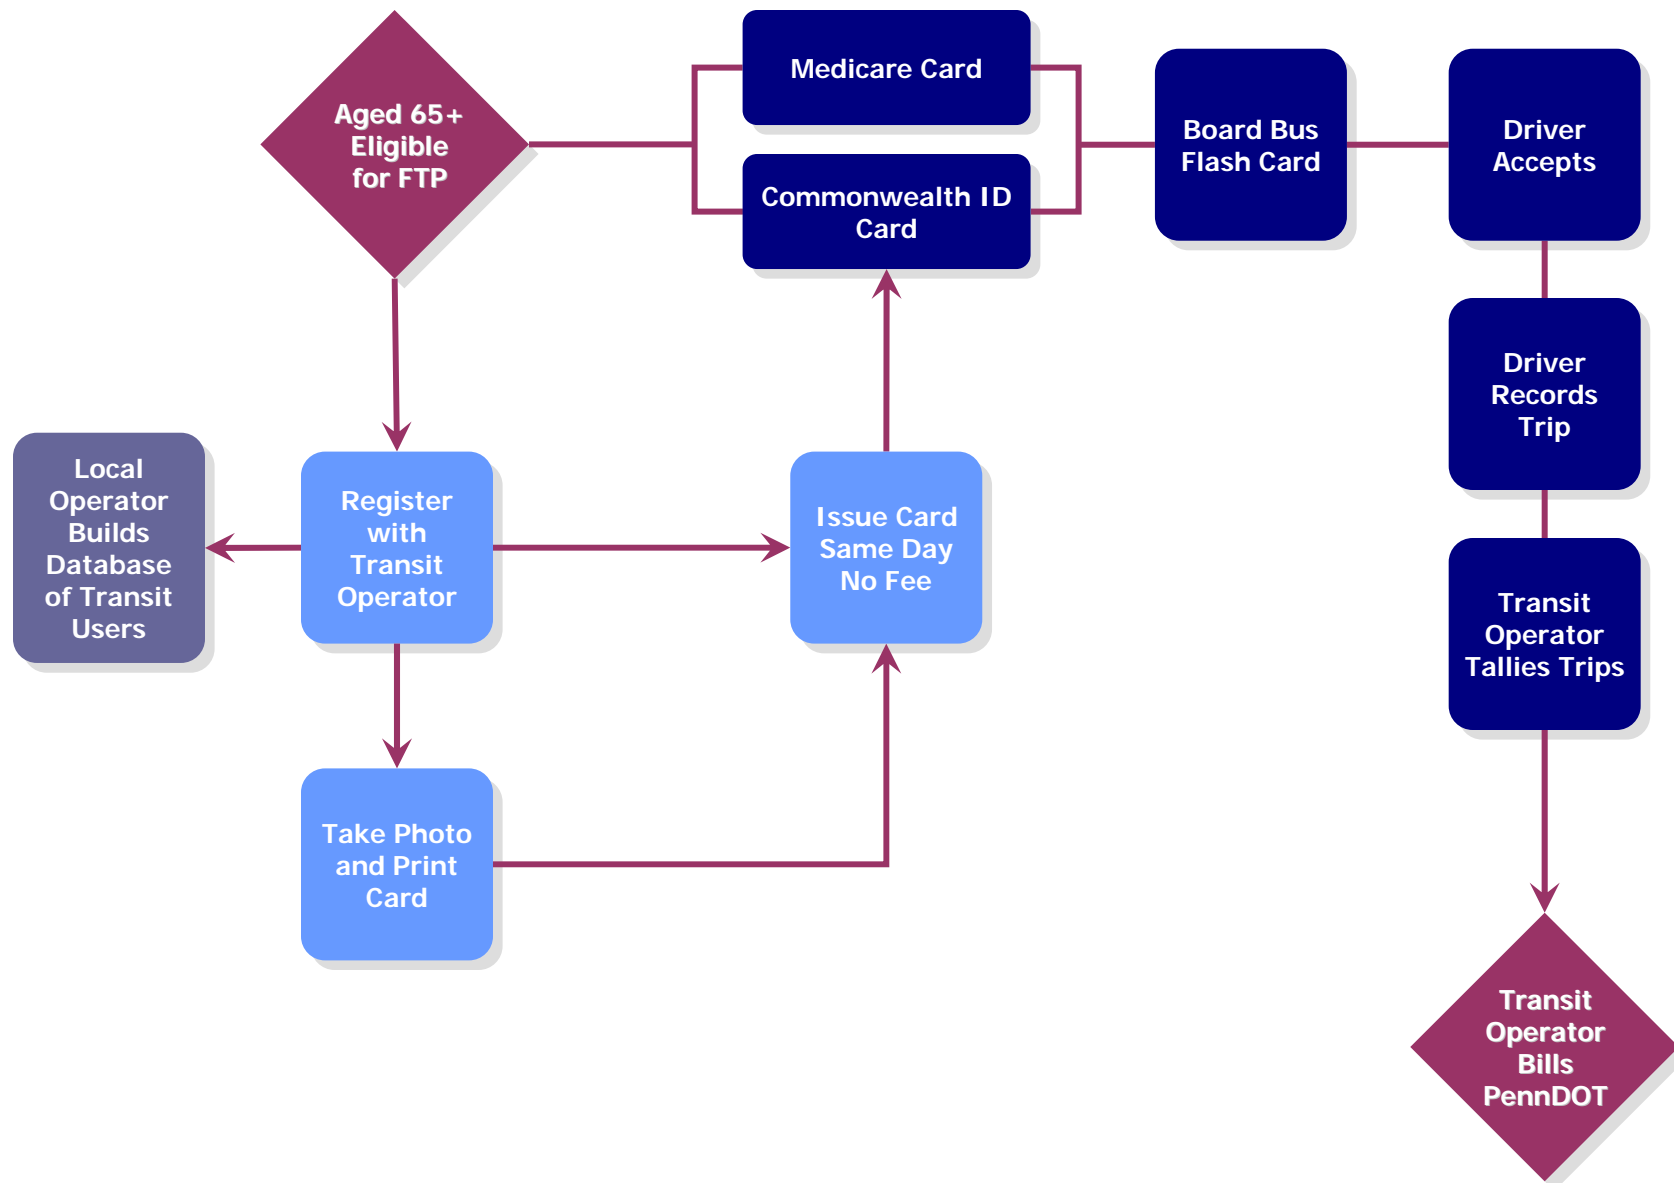 Aged 65+
Eligible
for FTP
Medicare Card
Commonwealth ID
Card
Board Bus
Flash Card
Driver
Accepts
Driver
Records
Trip
Local
Operator
Builds
Database
of Transit
Users
Register
with
Transit
Operator
Issue Card
Same Day
No Fee
Transit
Operator
Tallies Trips
Take Photo
and Print
Card
Transit
Operator
Bills
PennDOT